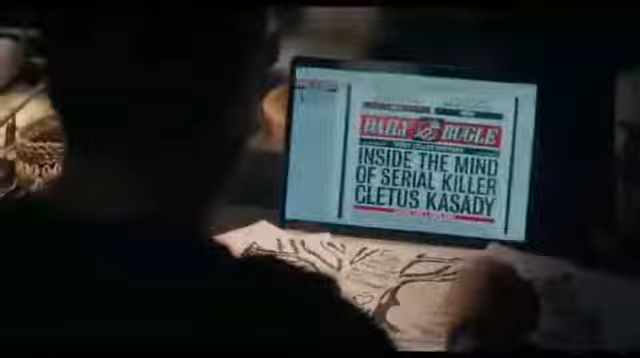 DAILY BUGLE
INSIDE THE MIND
OF SERIAL KILLER
CLETUS KASADY